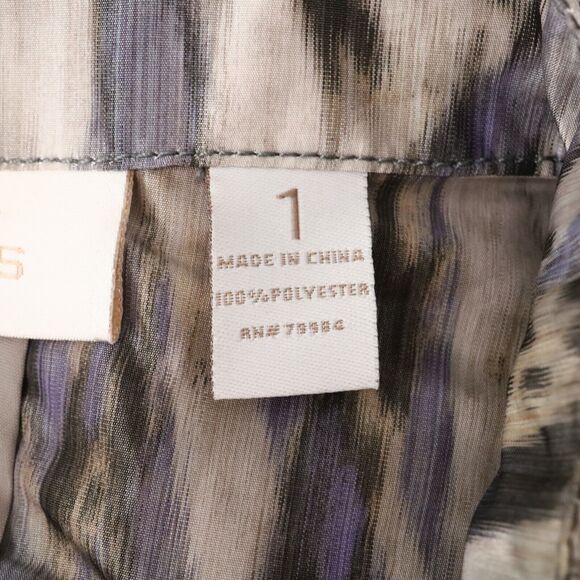 S
1
MADE IN CHINA
100%POLYESTER
RN#79984